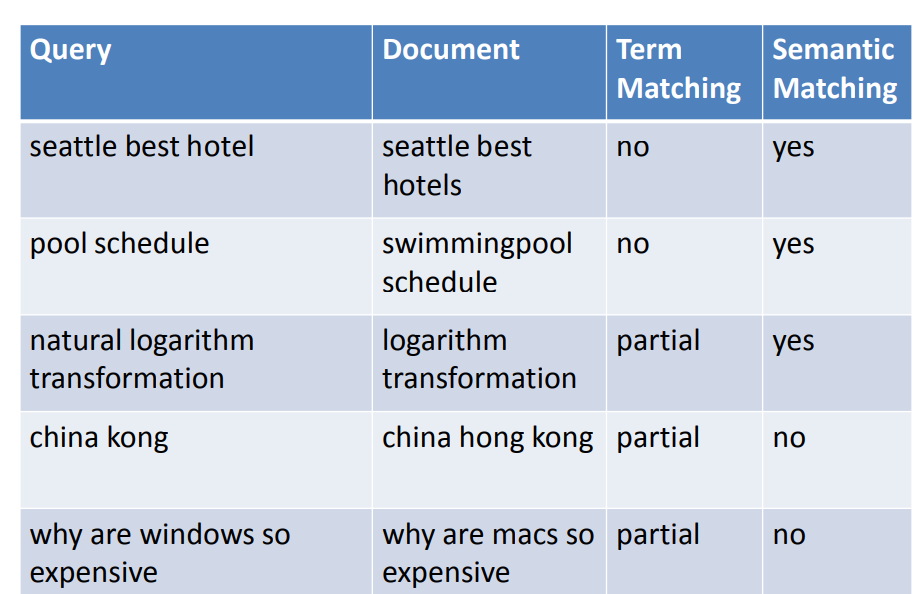 Query Document Term Matching Semantic Matching
seattle best hotel
seattle best
hotels
no
yes
pool schedule
swimmingpool
schedule
no
yes
natural logarithm
transformation
logarithm
transformation
partial
yes
china kong
china hong kong
partial
no
why are windows so
expensive
why are macs so
expensive
partial
no